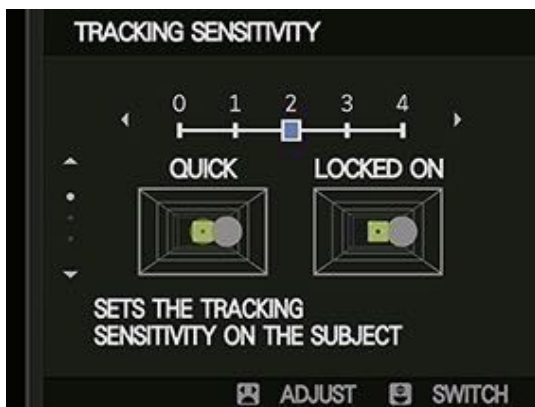 TRACKING SENSITIVITY
0 1 2 3 4
QUICK LOCKED ON
SETS THE TRACKING
SENSITIVITY ON THE SUBJECT
ADJUST SWITCH